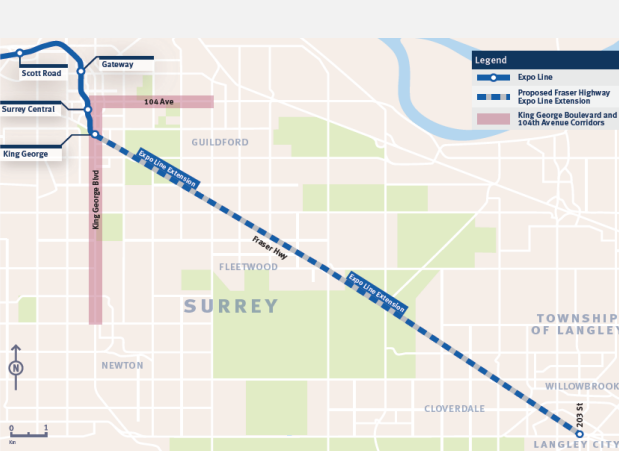 Legend
Expo Line
Proposed Fraser Highway
Expo Line Extension
King George Boulevard and
104th Avenue Corridors
Scott Road
Gateway
Surrey Central
King George
104 Ave
King George Blvd
GUILDFORD
Expo Line Extension
Fraser Hwy
FLEETWOOD
Expo Line Extension
SURREY
TOWNSHIP
OF LANGLEY
NEWTON
WILLOWBROOK
CLOVERDALE
203 St
LANGLEY CITY
N
0 1
Km